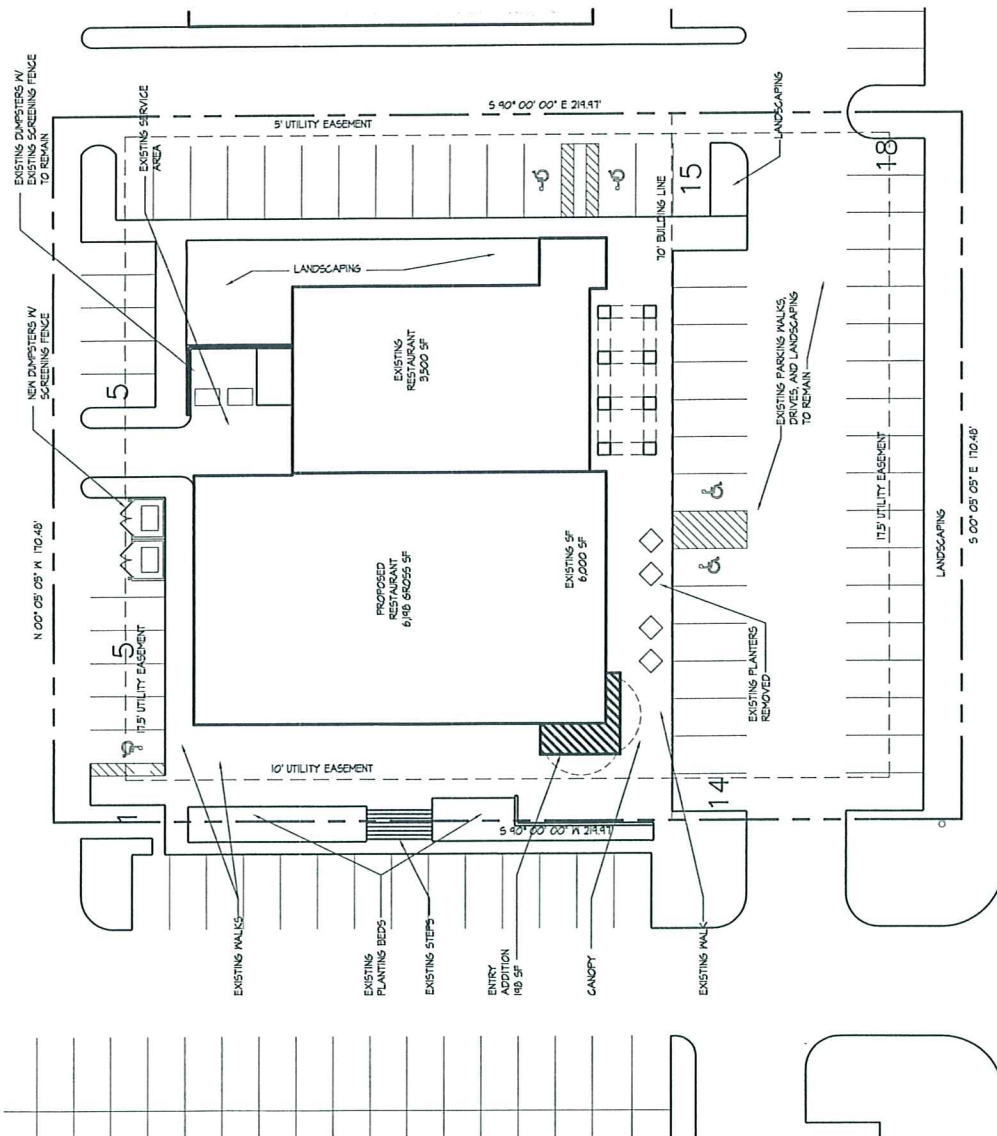 EXISTING DUMPSTERS W/
EXISTING SCREENING FENCE
TO REMAIN
EXISTING SERVICE
AREA
NEW DUMPSTERS W/
SCREENING FENCE
S 90° 00' 00" E 219.97'
5' UTILITY EASEMENT
LANDSCAPING
15
18
70' BUILDING LINE
LANDSCAPING
5
EXISTING
RESTAURANT
3,500 SF
EXISTING PARKING WALKS,
DRIVES, AND LANDSCAPING
TO REMAIN
N 00° 05' 05" W 170.48'
17.5' UTILITY EASEMENT
S 00° 05' 05" E 170.48'
LANDSCAPING
PROPOSED
RESTAURANT
6,198 GROSS SF
EXISTING SF
6,000 SF
5
17.5' UTILITY EASEMENT
EXISTING PLANTERS
REMOVED
10' UTILITY EASEMENT
1
14
S 90° 00' 00" W 219.97'
EXISTING WALKS
EXISTING
PLANTING BEDS
EXISTING STEPS
ENTRY
ADDITION
198 SF
CANOPY
EXISTING WALK